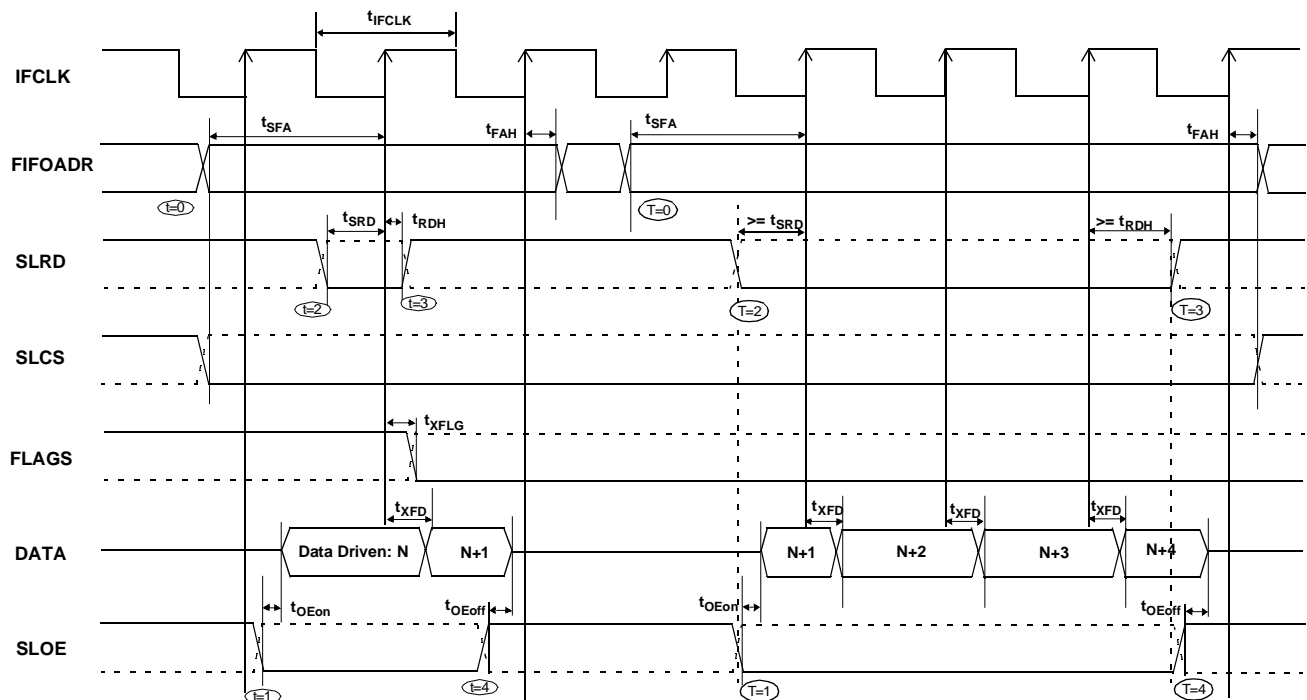 tIFCLK
IFCLK
tSFA
tFAH
tSFA
tFAH
FIFOADR
t=0
T=0
tSRD
tRDH
>= tSRD
>= tRDH
SLRD
t=2
t=3
T=2
T=3
SLCS
tXFLG
FLAGS
tXFD
tXFD
tXFD
tXFD
DATA
Data Driven: N
N+1
N+1
N+2
N+3
N+4
tOEon
tOEoff
tOEon
tOEoff
SLOE
t=1
t=4
T=1
T=4